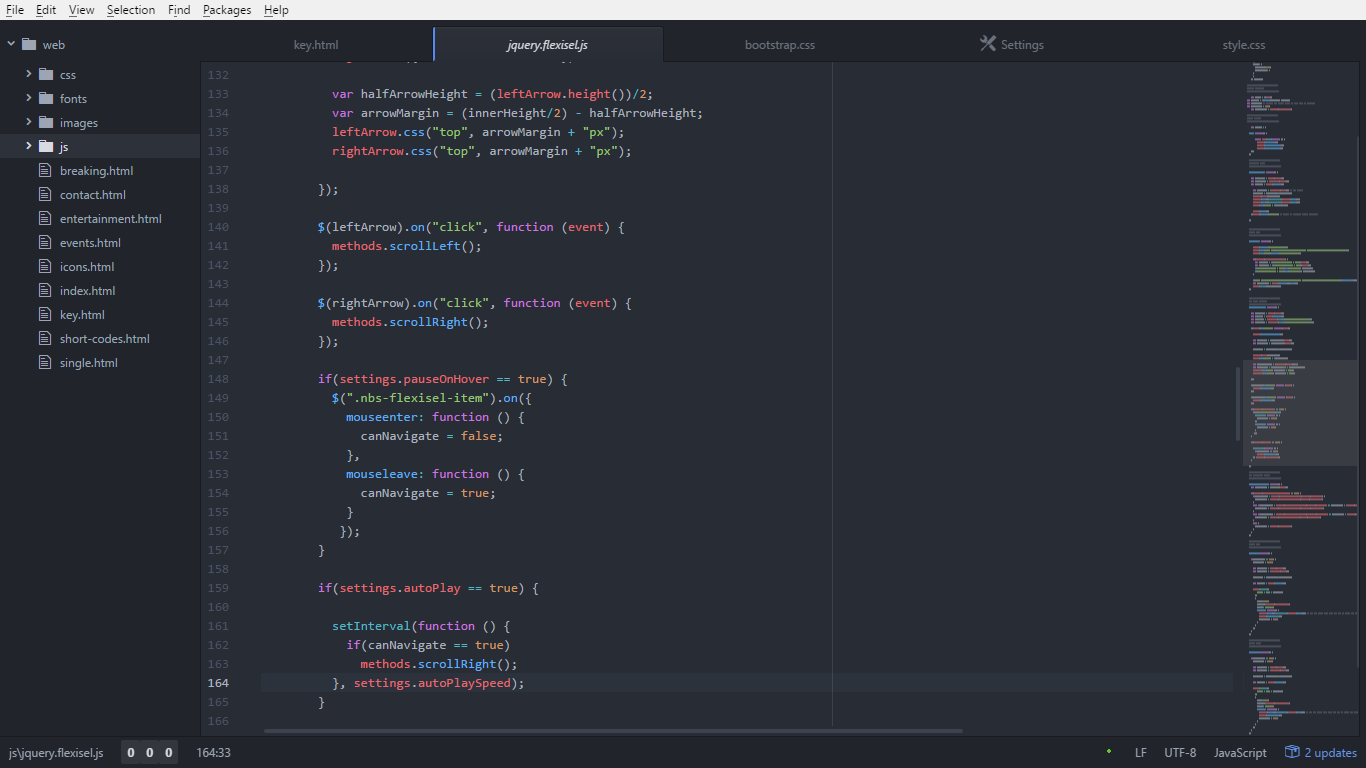 File Edit View Selection Find Packages Help
web
key.html
jquery.flexisel.js
bootstrap.css
Settings
style.css
css
fonts
images
js
breaking.html
contact.html
entertainment.html
events.html
icons.html
index.html
key.html
short-codes.html
single.html
132
133 var halfArrowHeight = (leftArrow.height())/2;
134 var arrowMargin = (innerHeight/2) - halfArrowHeight;
135 leftArrow.css("top", arrowMargin + "px");
136 rightArrow.css("top", arrowMargin + "px");
137
138 });
139
140 $(leftArrow).on("click", function (event) {
141 methods.scrollLeft();
142 });
143
144 $(rightArrow).on("click", function (event) {
145 methods.scrollRight();
146 });
147
148 if(settings.pauseOnHover == true) {
149 $(".nbs-flexisel-item").on({
150 mouseenter: function () {
151 canNavigate = false;
152 },
153 mouseleave: function () {
154 canNavigate = true;
155 }
156 });
157 }
158
159 if(settings.autoPlay == true) {
160
161 setInterval(function () {
162 if(canNavigate == true)
163 methods.scrollRight();
164 }, settings.autoPlaySpeed);
165 }
166
js\jquery.flexisel.js 0 0 0 164:33 LF UTF-8 JavaScript 2 updates